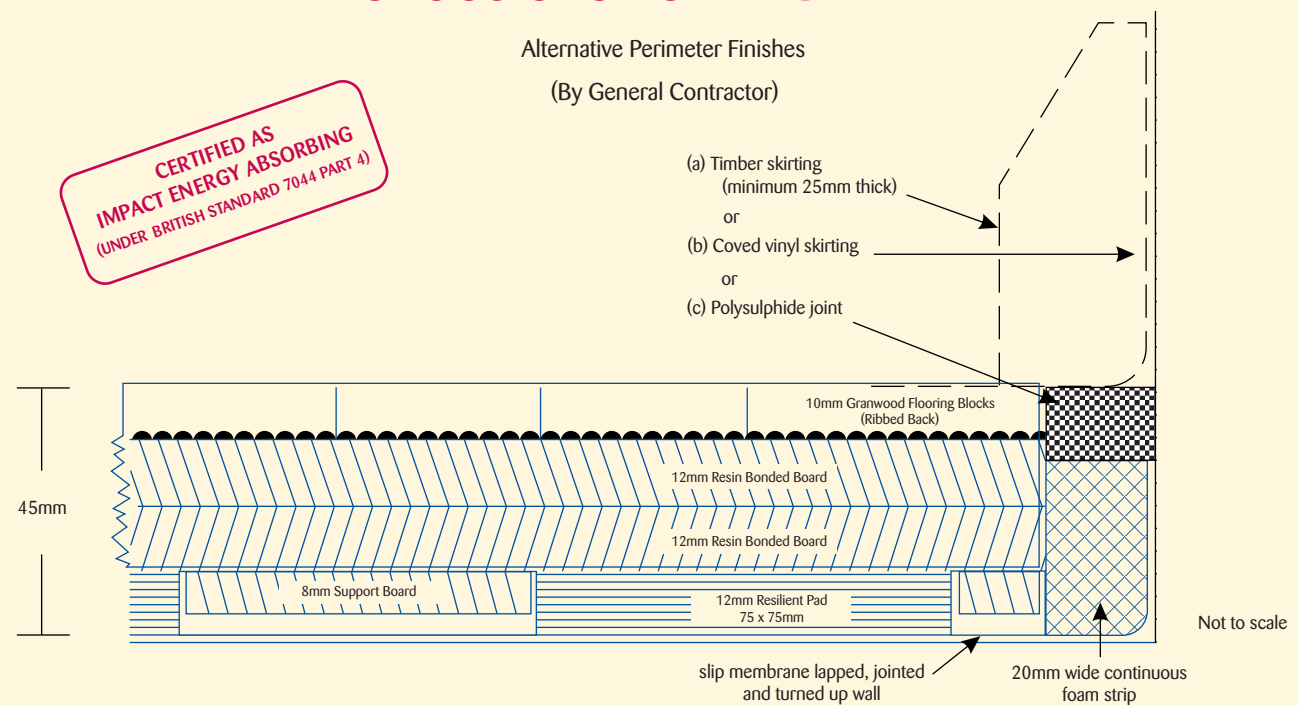 Alternative Perimeter Finishes
(By General Contractor)
CERTIFIED AS
IMPACT ENERGY ABSORBING
(UNDER BRITISH STANDARD 7044 PART 4)
(a) Timber skirting
(minimum 25mm thick)
or
(b) Coved vinyl skirting
or
(c) Polysulphide joint
10mm Granwood Flooring Blocks
(Ribbed Back)
12mm Resin Bonded Board
45mm
12mm Resin Bonded Board
8mm Support Board
12mm Resilient Pad
75 x 75mm
Not to scale
slip membrane lapped, jointed
and turned up wall
20mm wide continuous
foam strip